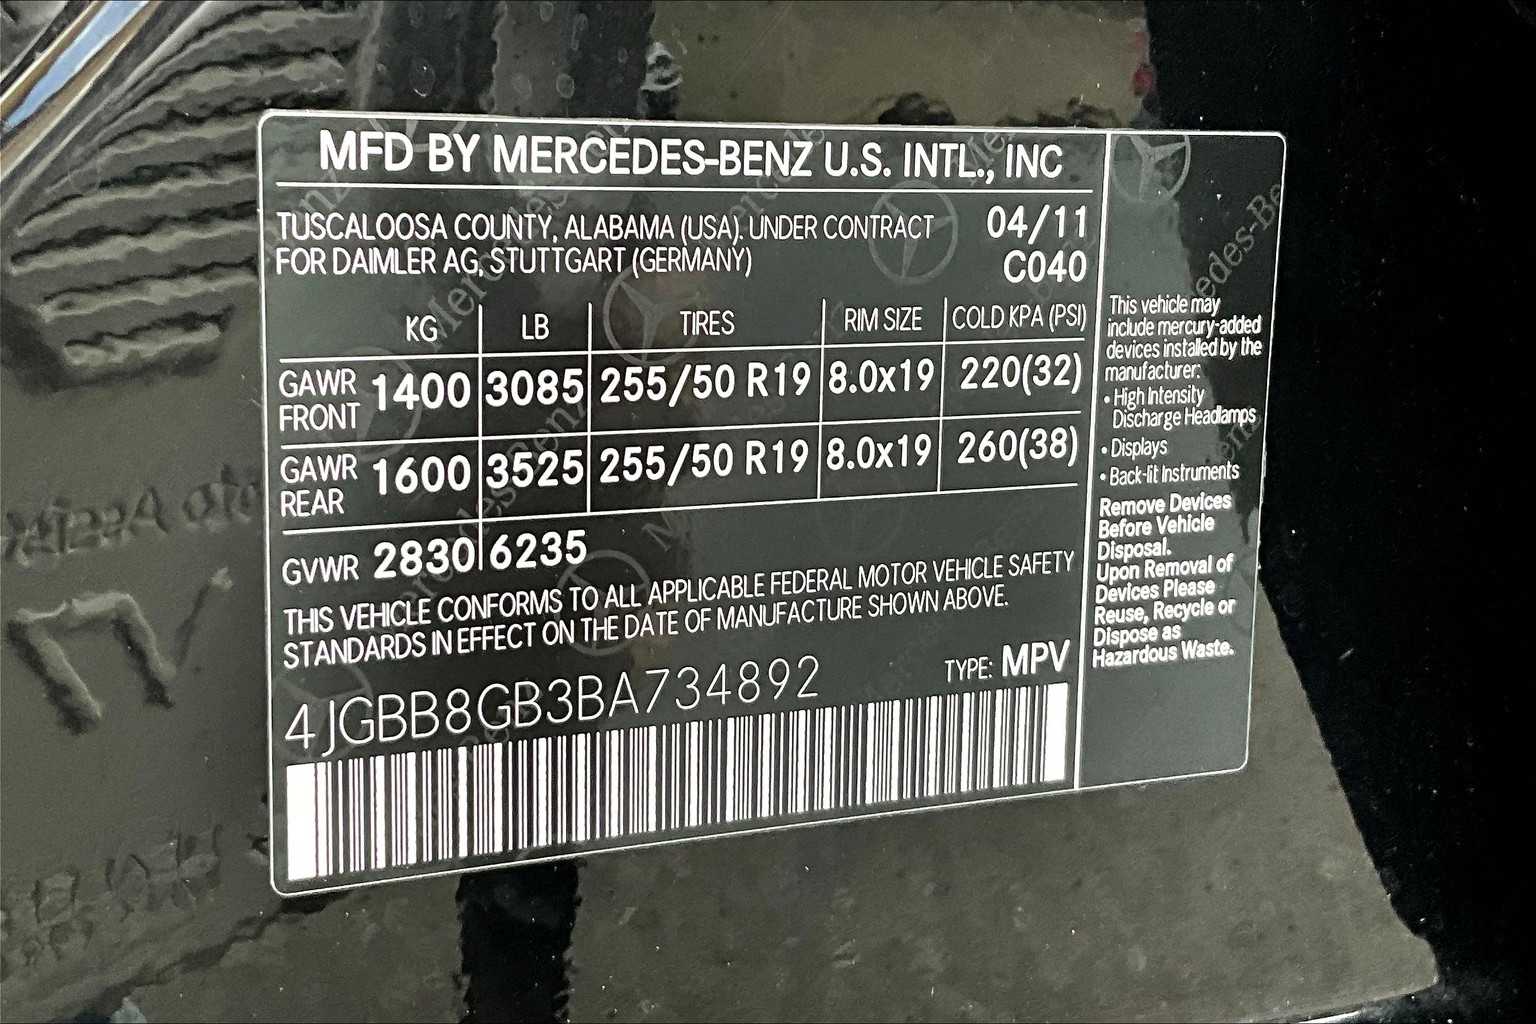 MFD BY MERCEDES-BENZ U.S. INTL., INC
TUSCALOOSA COUNTY, ALABAMA (USA). UNDER CONTRACT
FOR DAIMLER AG, STUTTGART (GERMANY)
04/11
C040
KG LB TIRES RIM SIZE COLD KPA (PSI)
GAWR FRONT 1400 3085 255/50 R19 8.0x19 220(32)
GAWR REAR 1600 3525 255/50 R19 8.0x19 260(38)
GVWR 2830 6235
THIS VEHICLE CONFORMS TO ALL APPLICABLE FEDERAL MOTOR VEHICLE SAFETY
STANDARDS IN EFFECT ON THE DATE OF MANUFACTURE SHOWN ABOVE.
4JGBB8GB3BA734892 TYPE: MPV
This vehicle may
include mercury-added
devices installed by the
manufacturer:
• High Intensity
Discharge Headlamps
• Displays
• Back-lit Instruments
Remove Devices
Before Vehicle
Disposal.
Upon Removal of
Devices Please
Reuse, Recycle or
Dispose as
Hazardous Waste.